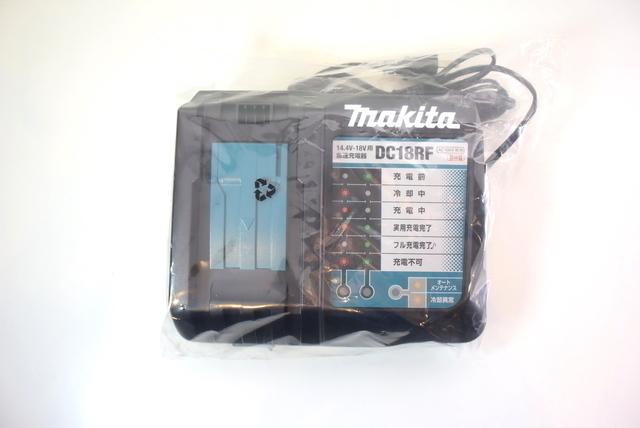 makita
14.4V-18V用
急速充電器 DC18RF
充電前
冷却中
充電中
実用充電完了
フル充電完了♪
充電不可
オート
メンテナンス
冷却異常